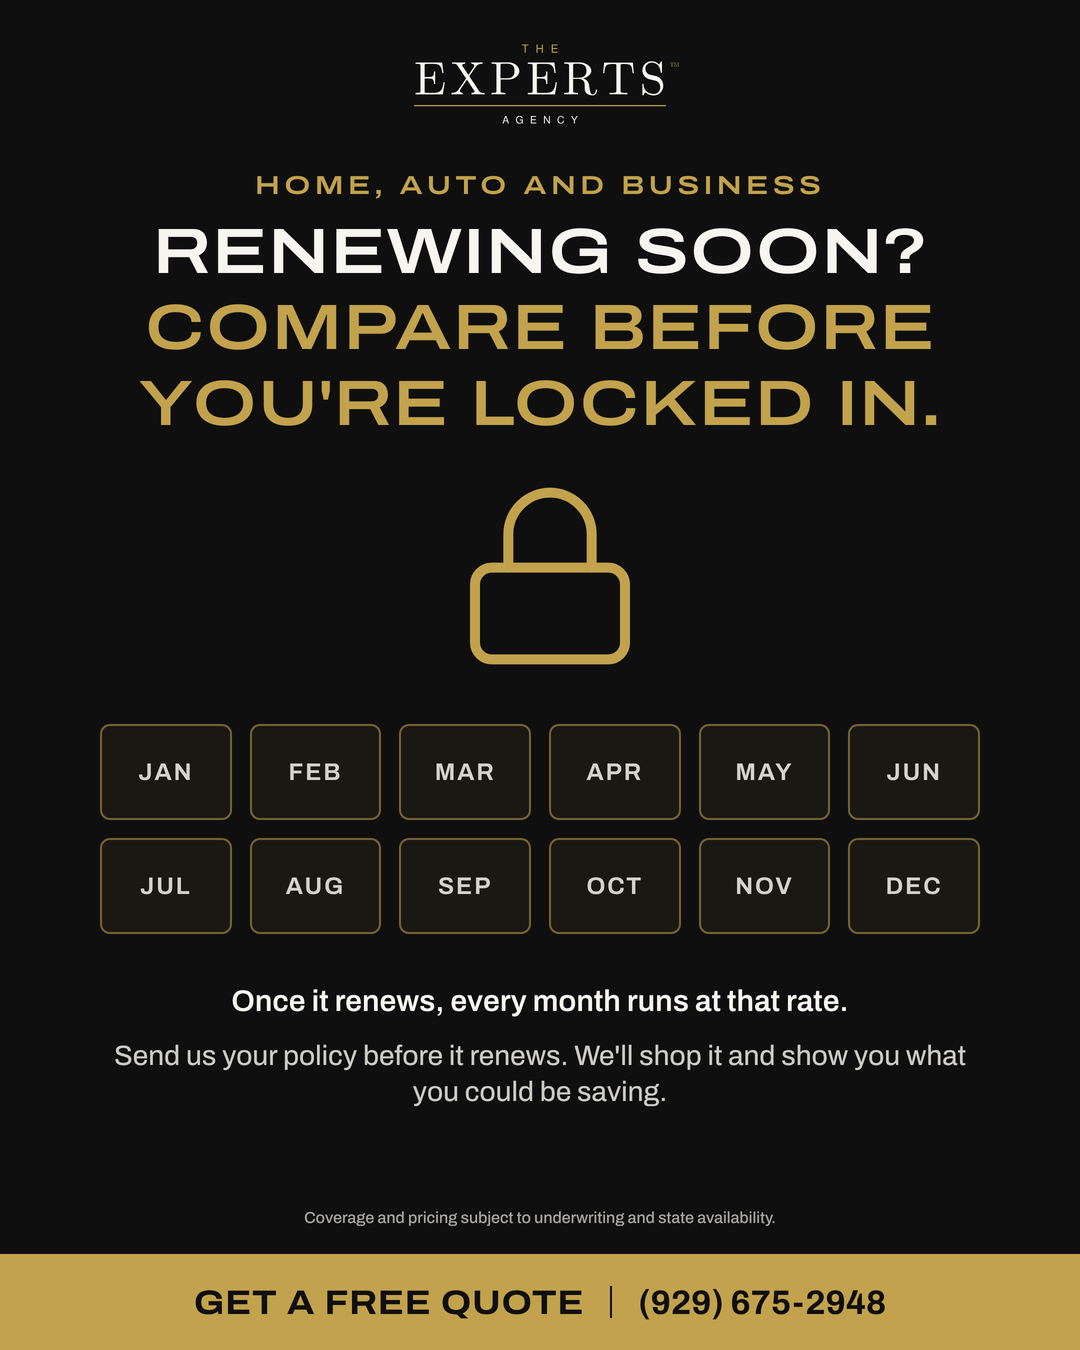 THE
EXPERTS™
AGENCY
HOME, AUTO AND BUSINESS
RENEWING SOON?
COMPARE BEFORE
YOU'RE LOCKED IN.
JAN FEB MAR APR MAY JUN
JUL AUG SEP OCT NOV DEC
Once it renews, every month runs at that rate.
Send us your policy before it renews. We'll shop it and show you what
you could be saving.
Coverage and pricing subject to underwriting and state availability.
GET A FREE QUOTE | (929) 675-2948